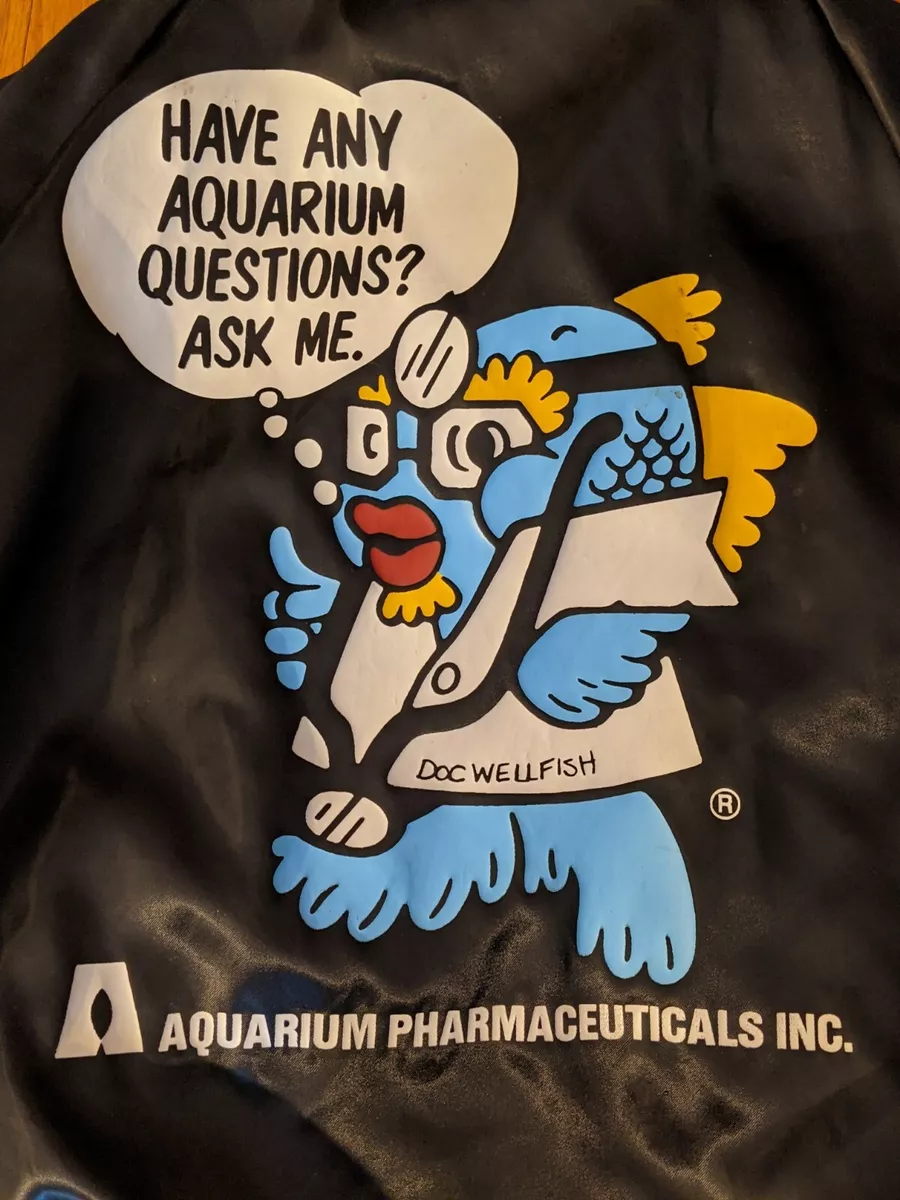 HAVE ANY
AQUARIUM
QUESTIONS?
ASK ME.
DOC WELLFISH
®
AQUARIUM PHARMACEUTICALS INC.